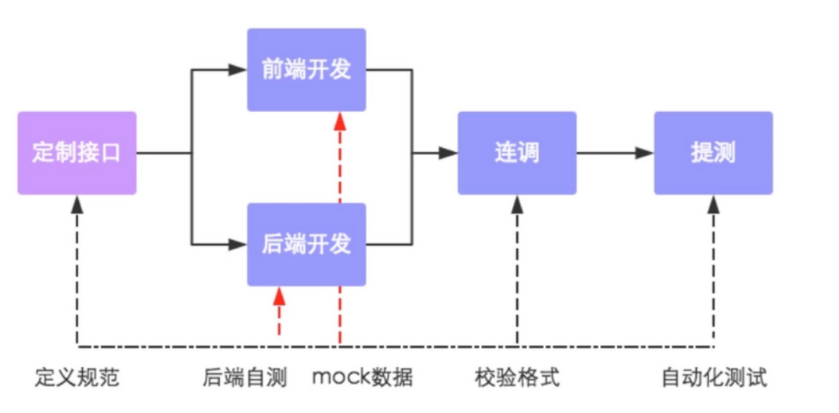 前端开发
定制接口
连调
提测
后端开发
定义规范
后端自测
mock数据
校验格式
自动化测试